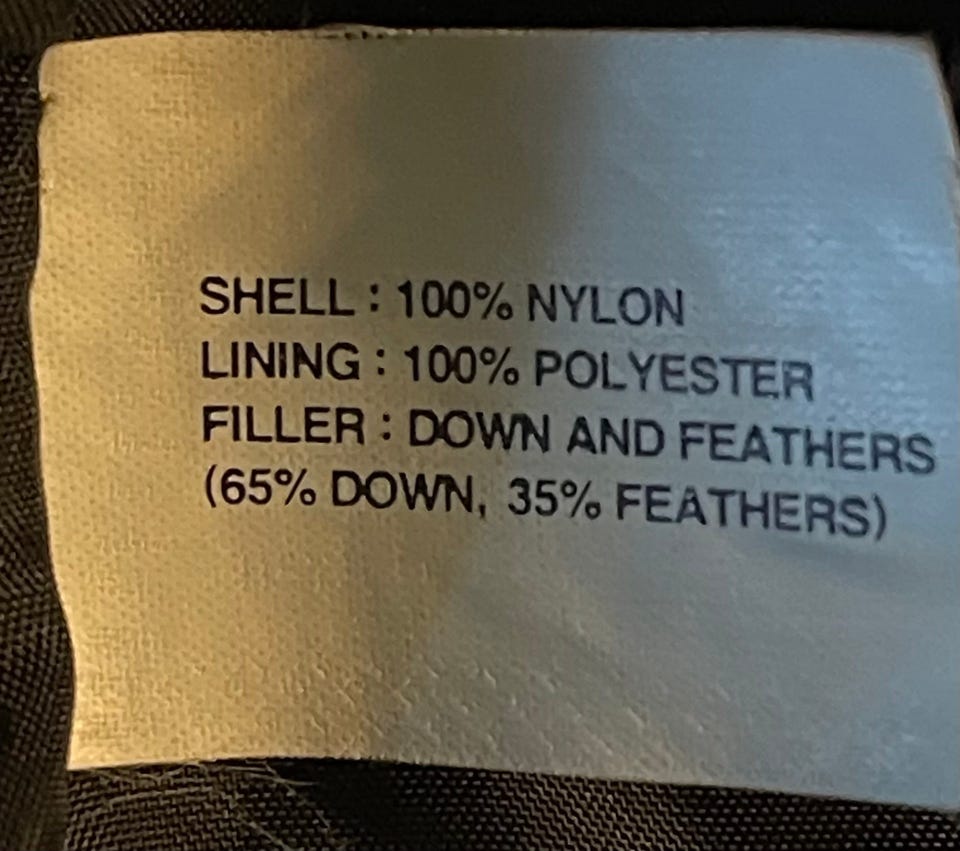 SHELL : 100% NYLON
LINING : 100% POLYESTER
FILLER : DOWN AND FEATHERS
(65% DOWN, 35% FEATHERS)